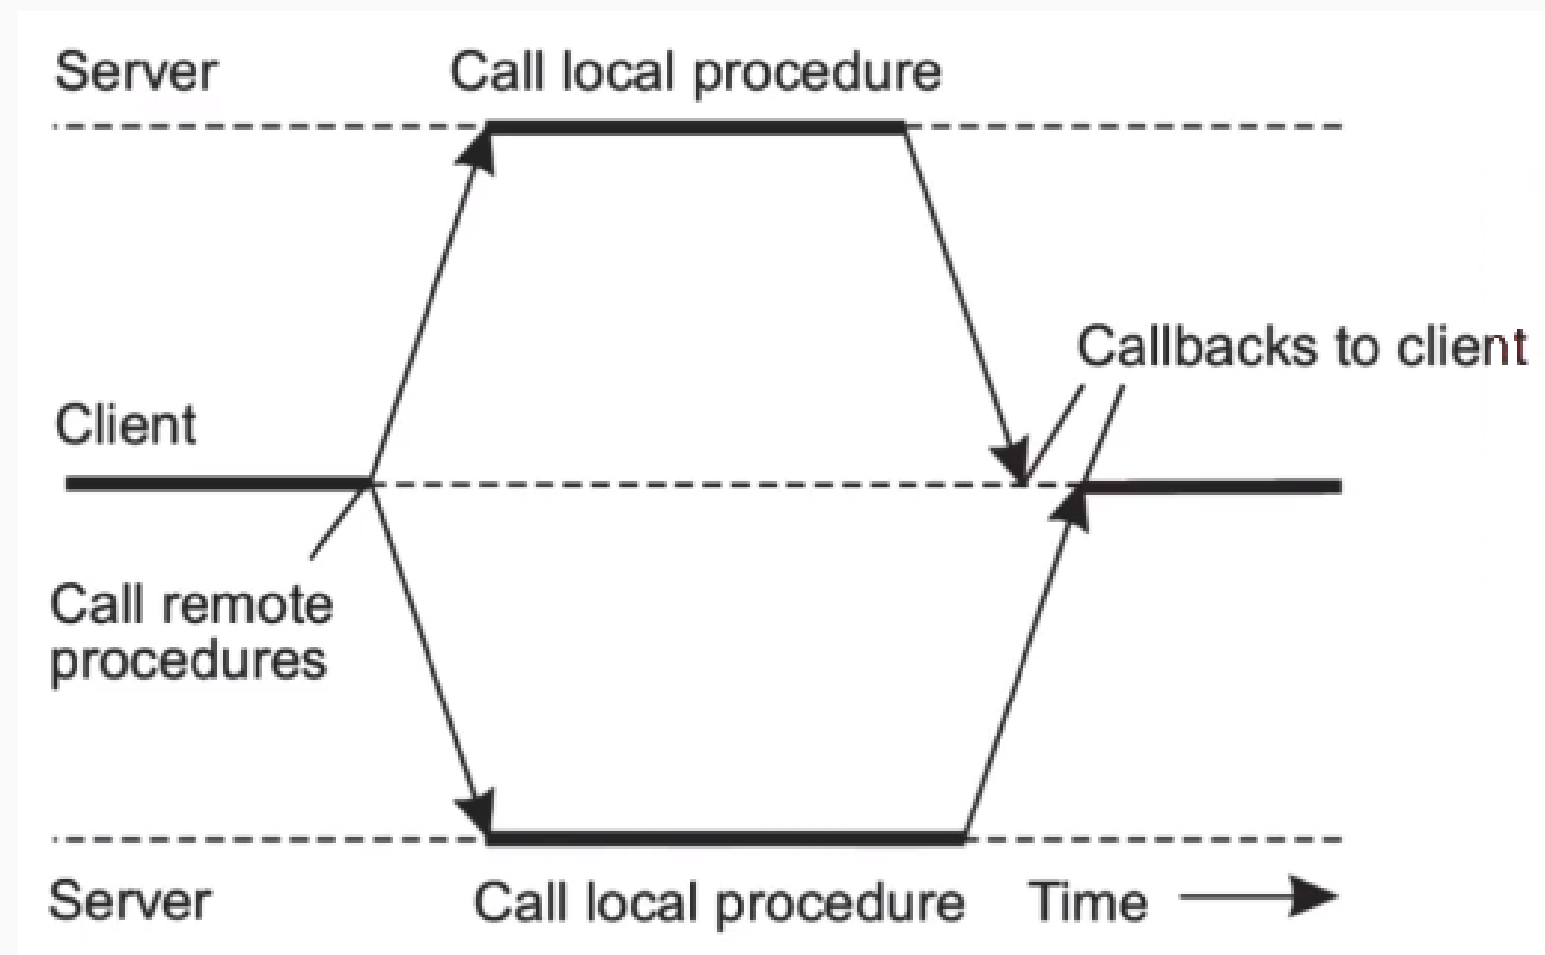 Server
Call local procedure
Callbacks to client
Client
Call remote
procedures
Server
Call local procedure
Time